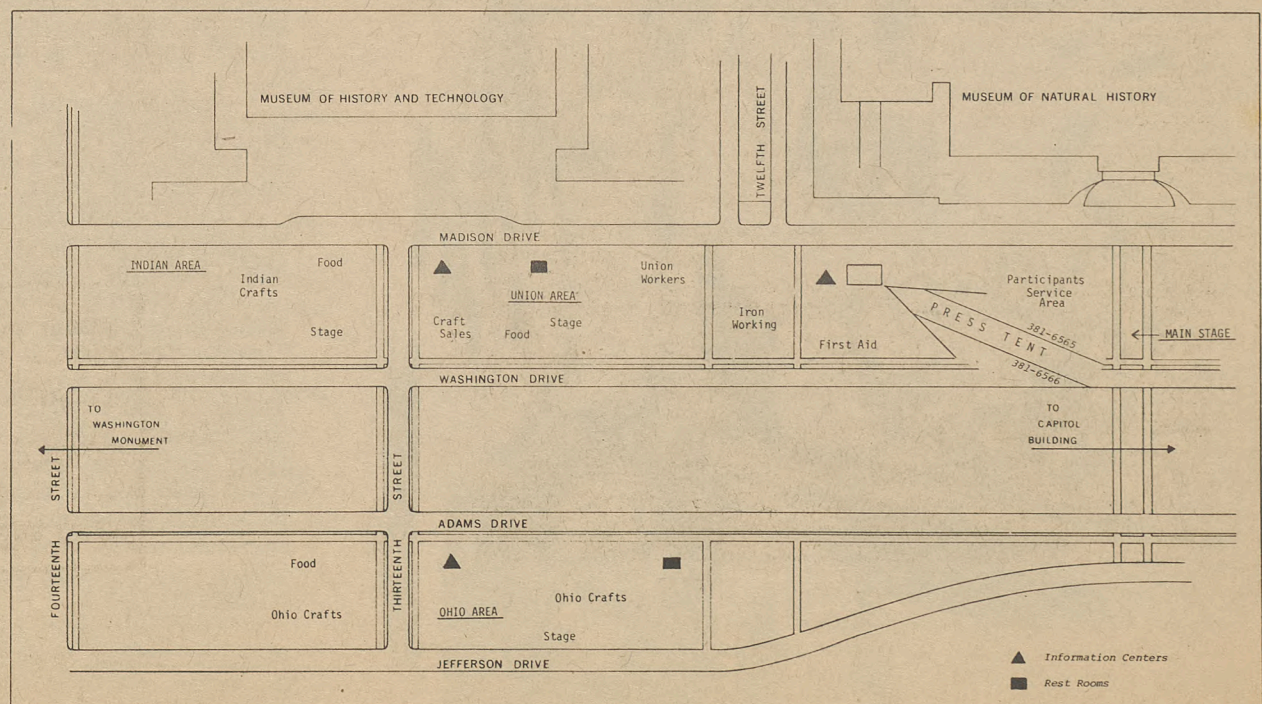 MUSEUM OF HISTORY AND TECHNOLOGY
TWELFTH STREET
MUSEUM OF NATURAL HISTORY
MADISON DRIVE
INDIAN AREA
Food
Indian
Crafts
Stage
Union
Workers
UNION AREA
Craft
Sales
Food
Stage
Iron
Working
First Aid
Participants
Service
Area
PRESS TENT
381-6565
381-6566
MAIN STAGE
WASHINGTON DRIVE
TO
WASHINGTON
MONUMENT
TO
CAPITOL
BUILDING
FOURTEENTH STREET
THIRTEENTH STREET
ADAMS DRIVE
Food
Ohio Crafts
OHIO AREA
Ohio Crafts
Stage
JEFFERSON DRIVE
Information Centers
Rest Rooms